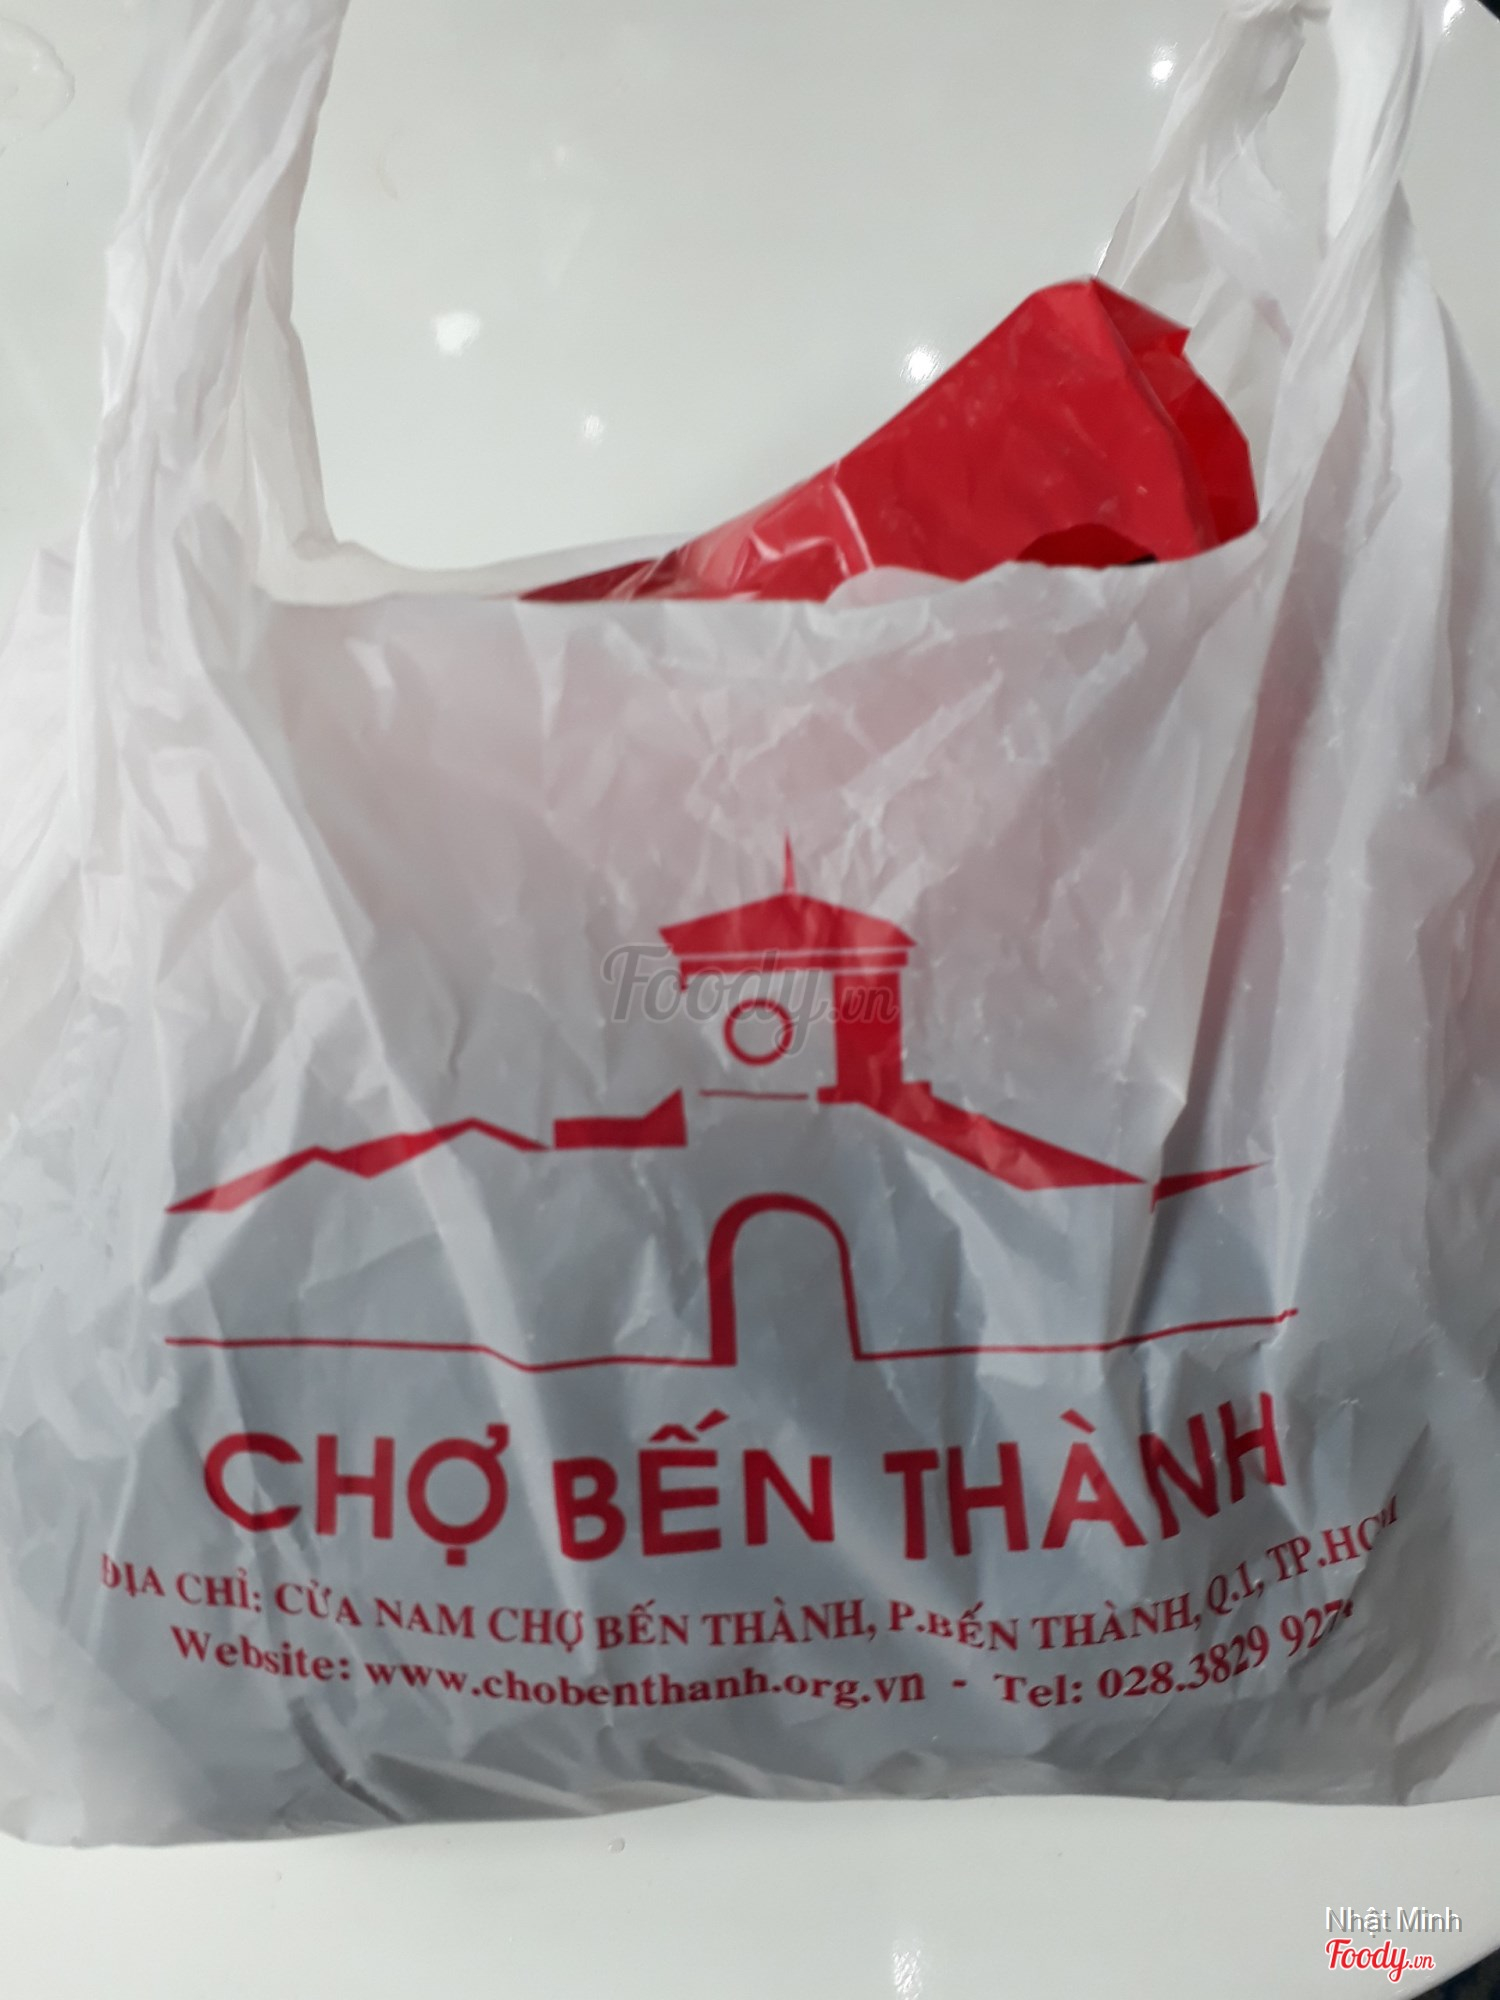 Foody.vn
CHỢ BẾN THÀNH
ĐỊA CHỈ: CỬA NAM CHỢ BẾN THÀNH, P.BẾN THÀNH, Q.1, TP.HCM
Website: www.chobenthanh.org.vn - Tel: 028.3829
Nhật Minh
Foody.vn